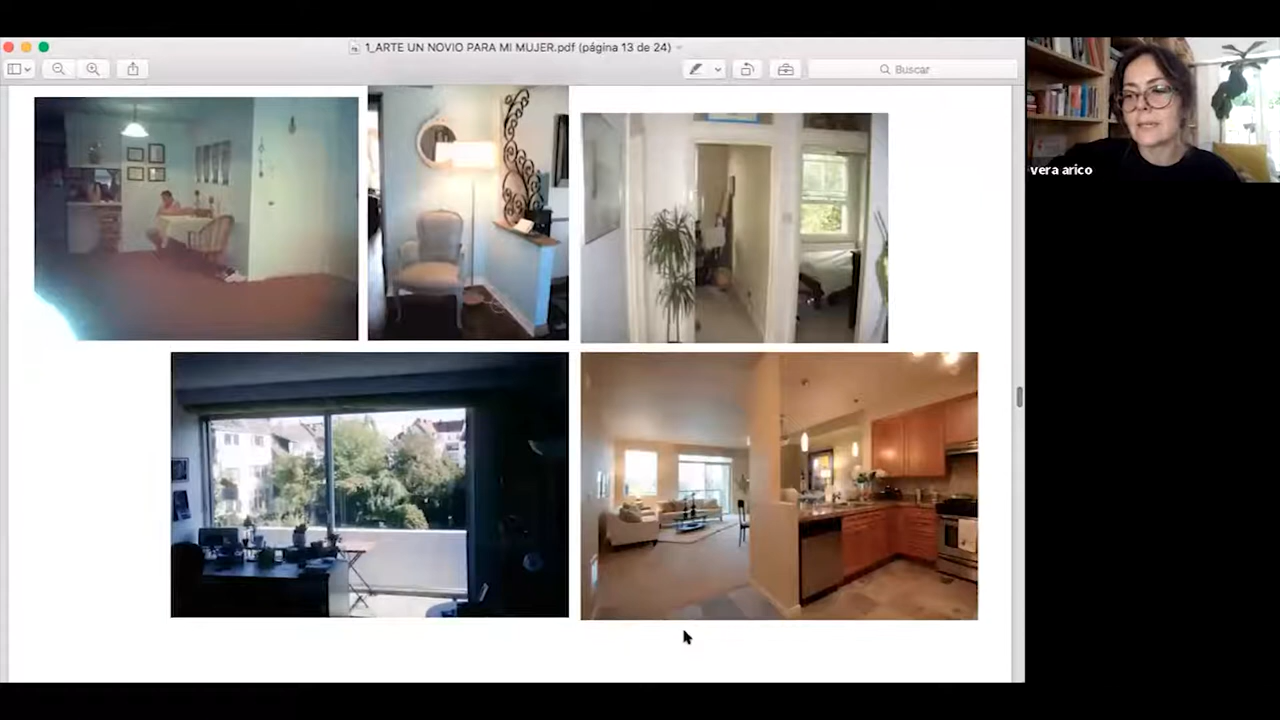 1_ARTE UN NOVIO PARA MI MUJER.pdf (página 13 de 24)
Buscar
vera arico